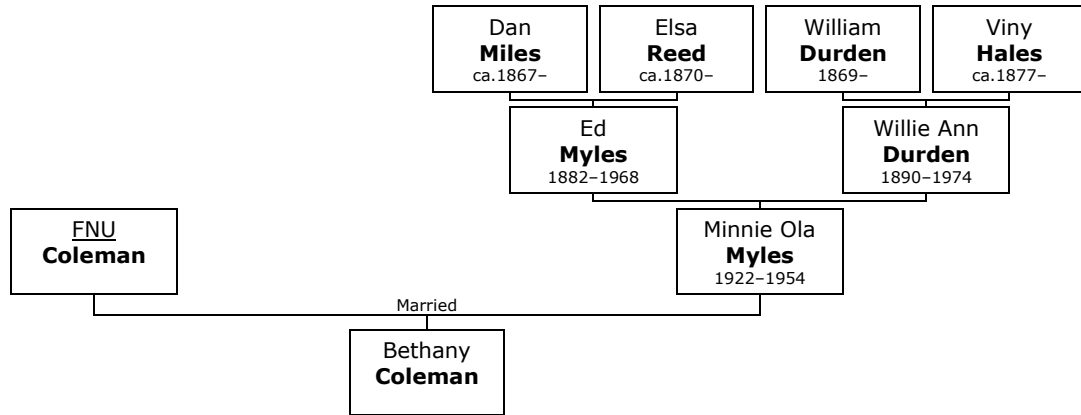 Dan
Miles
ca.1867–
Elsa
Reed
ca.1870–
William
Durden
1869–
Viny
Hales
ca.1877–
Ed
Myles
1882–1968
Willie Ann
Durden
1890–1974
FNU
Coleman
Minnie Ola
Myles
1922–1954
Married
Bethany
Coleman